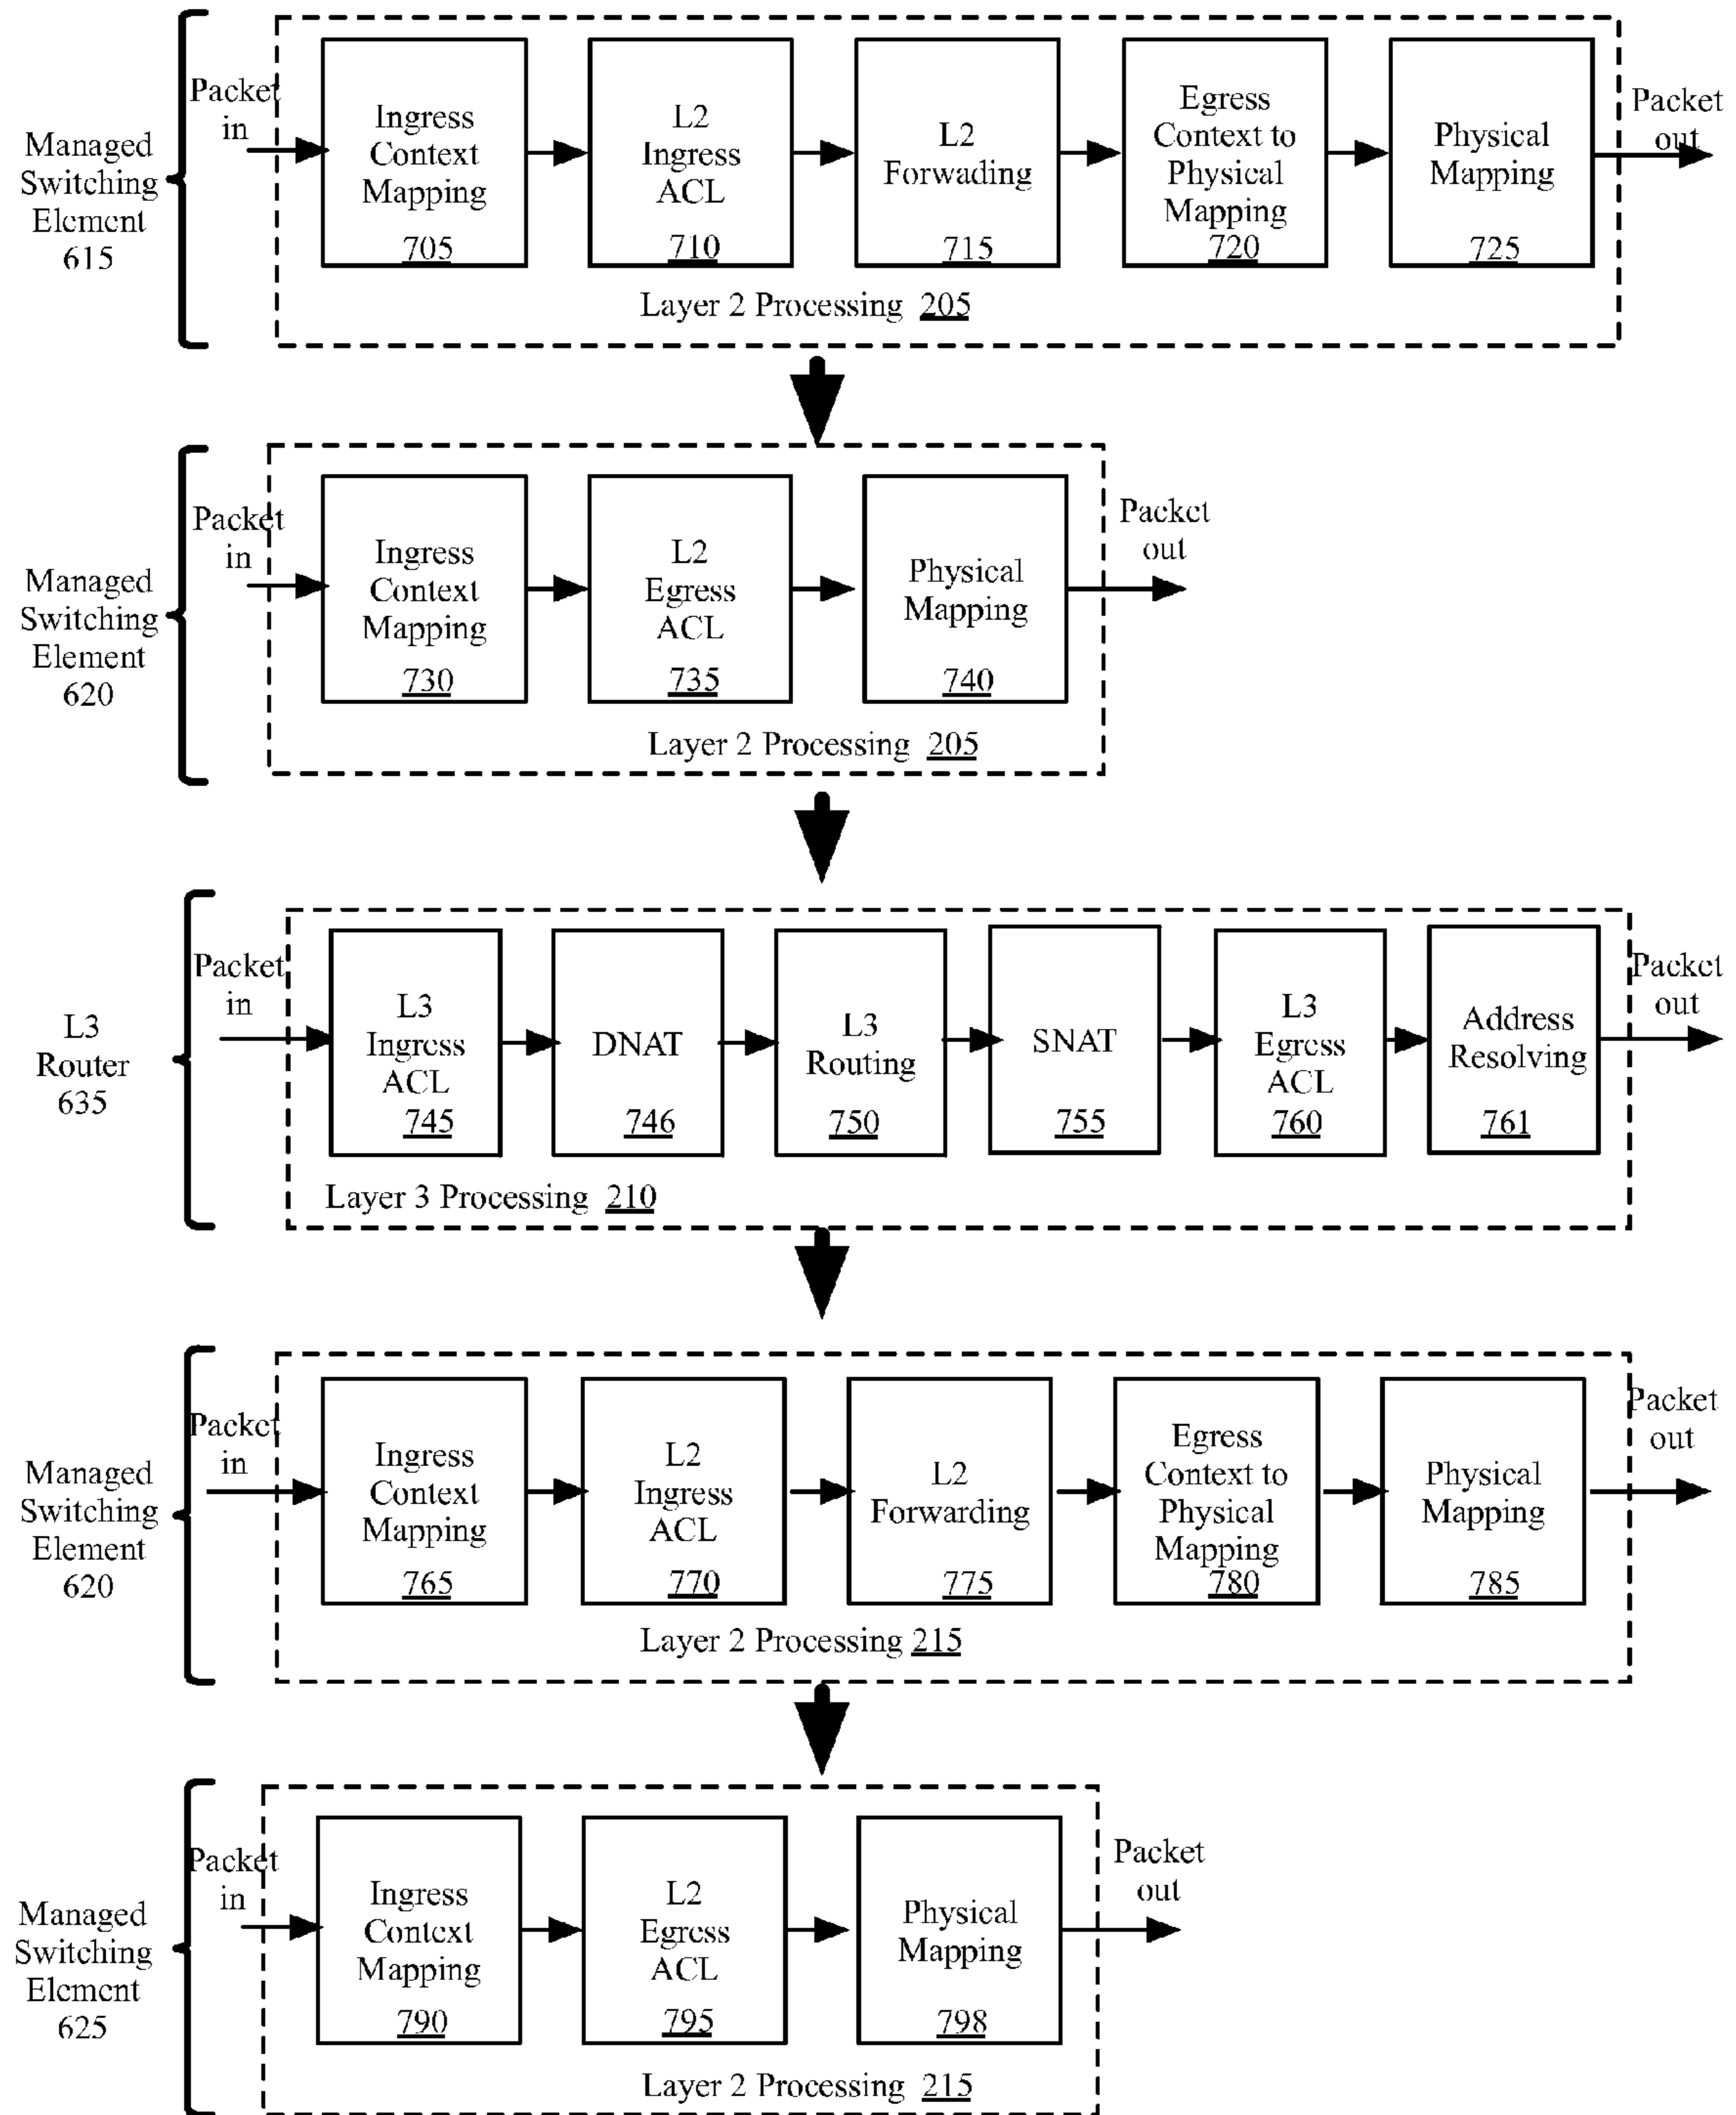 Managed
Switching
Element
615
Packet
in
Ingress
Context
Mapping
705
L2
Ingress
ACL
710
L2
Forwading
715
Egress
Context to
Physical
Mapping
720
Physical
Mapping
725
Packet
out
Layer 2 Processing 205
Managed
Switching
Element
620
Packet
in
Ingress
Context
Mapping
730
L2
Egress
ACL
735
Physical
Mapping
740
Packet
out
Layer 2 Processing 205
L3
Router
635
Packet
in
L3
Ingress
ACL
745
DNAT
746
L3
Routing
750
SNAT
755
L3
Egress
ACL
760
Address
Resolving
761
Packet
out
Layer 3 Processing 210
Managed
Switching
Element
620
Packet
in
Ingress
Context
Mapping
765
L2
Ingress
ACL
770
L2
Forwarding
775
Egress
Context to
Physical
Mapping
780
Physical
Mapping
785
Packet
out
Layer 2 Processing 215
Managed
Switching
Element
625
Packet
in
Ingress
Context
Mapping
790
L2
Egress
ACL
795
Physical
Mapping
798
Packet
out
Layer 2 Processing 215